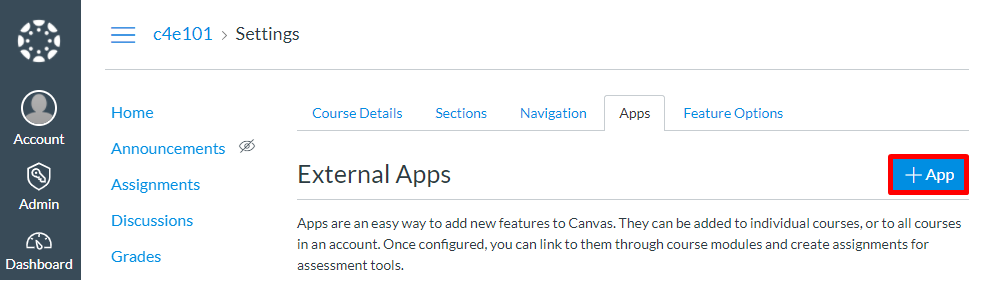 c4e101 > Settings
Account
Admin
Dashboard
Home
Announcements
Assignments
Discussions
Grades
Course Details Sections Navigation Apps Feature Options
External Apps
+ App
Apps are an easy way to add new features to Canvas. They can be added to individual courses, or to all courses
in an account. Once configured, you can link to them through course modules and create assignments for
assessment tools.